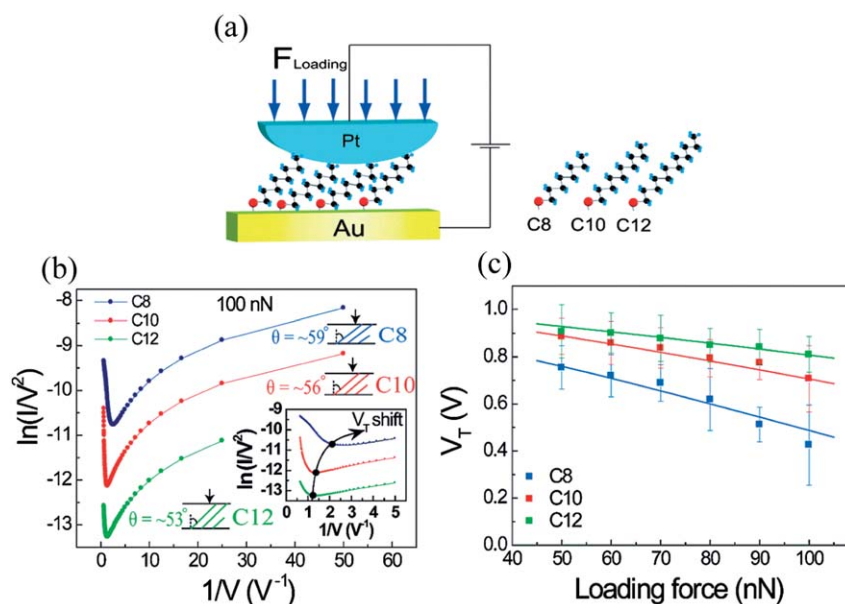 (a)
F Loading
Pt
Au
C8 C10 C12
(b)
C8
C10
C12
100 nN
θ = ~59° C8
θ = ~56° C10
θ = ~53° C12
ln(I/V²)
-8
-9
-10
-11
-12
-13
0 10 20 30 40 50 60
1/V (V⁻¹)
V_T shift
ln(I/V²)
-9
-10
-11
-12
-13
0 1 2 3 4 5
1/V (V⁻¹)
(c)
V_T (V)
1.0
0.8
0.6
0.4
0.2
0.0
C8
C10
C12
40 50 60 70 80 90 100
Loading force (nN)